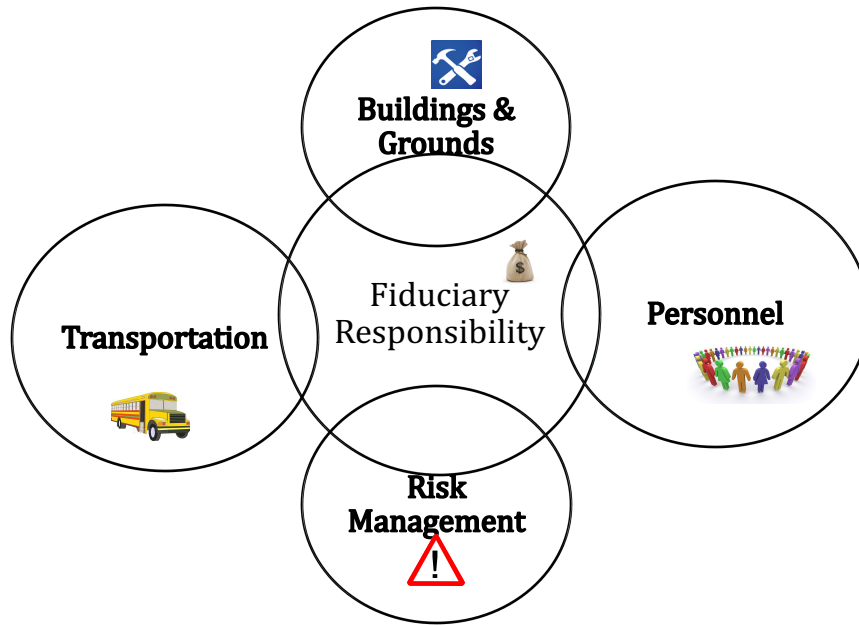 Buildings &
Grounds
$
Fiduciary
Responsibility
Transportation
Personnel
Risk
Management
!